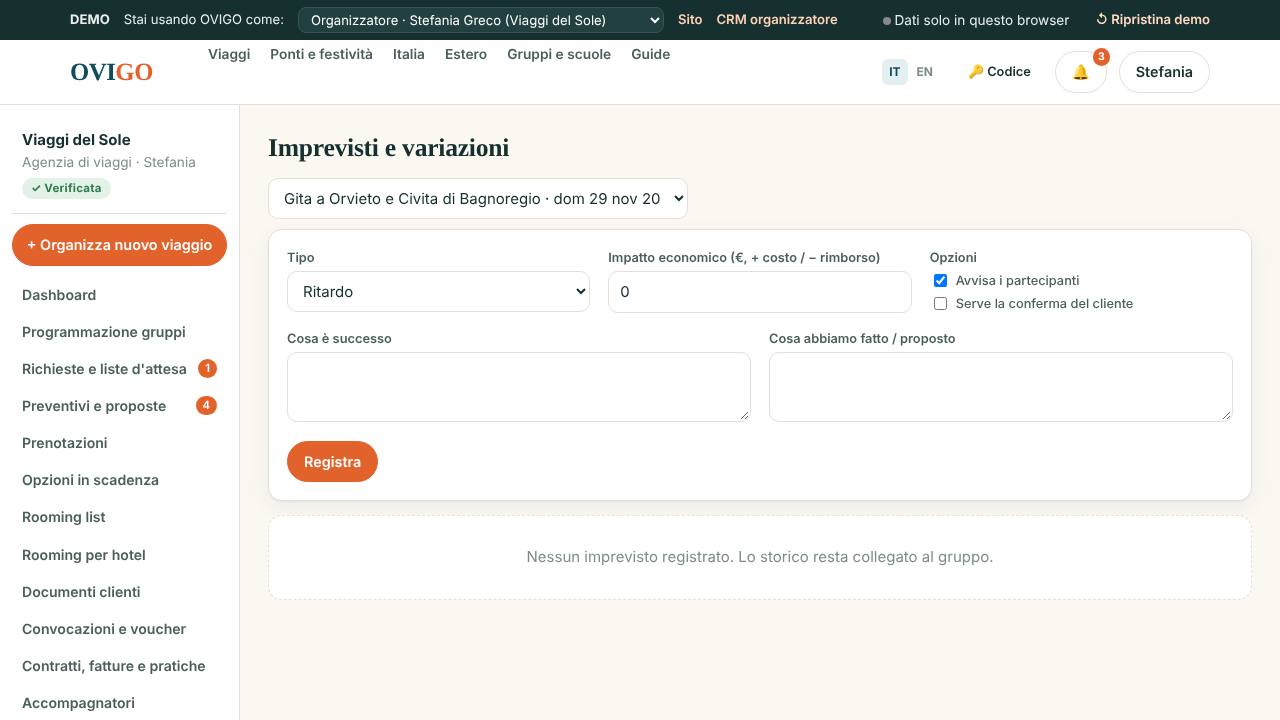 DEMO Stai usando OVIGO come: Organizzatore · Stefania Greco (Viaggi del Sole) Sito CRM organizzatore Dati solo in questo browser ↺ Ripristina demo
OVIGO Viaggi Ponti e festività Italia Estero Gruppi e scuole Guide IT EN 🔑 Codice 🔔 3 Stefania
Viaggi del Sole
Agenzia di viaggi · Stefania
✓ Verificata
+ Organizza nuovo viaggio
Dashboard
Programmazione gruppi
Richieste e liste d'attesa 1
Preventivi e proposte 4
Prenotazioni
Opzioni in scadenza
Rooming list
Rooming per hotel
Documenti clienti
Convocazioni e voucher
Contratti, fatture e pratiche
Accompagnatori
Imprevisti e variazioni
Gita a Orvieto e Civita di Bagnoregio · dom 29 nov 20
Tipo
Ritardo
Impatto economico (€, + costo / − rimborso)
0
Opzioni
Avvisa i partecipanti
Serve la conferma del cliente
Cosa è successo
Cosa abbiamo fatto / proposto
Registra
Nessun imprevisto registrato. Lo storico resta collegato al gruppo.